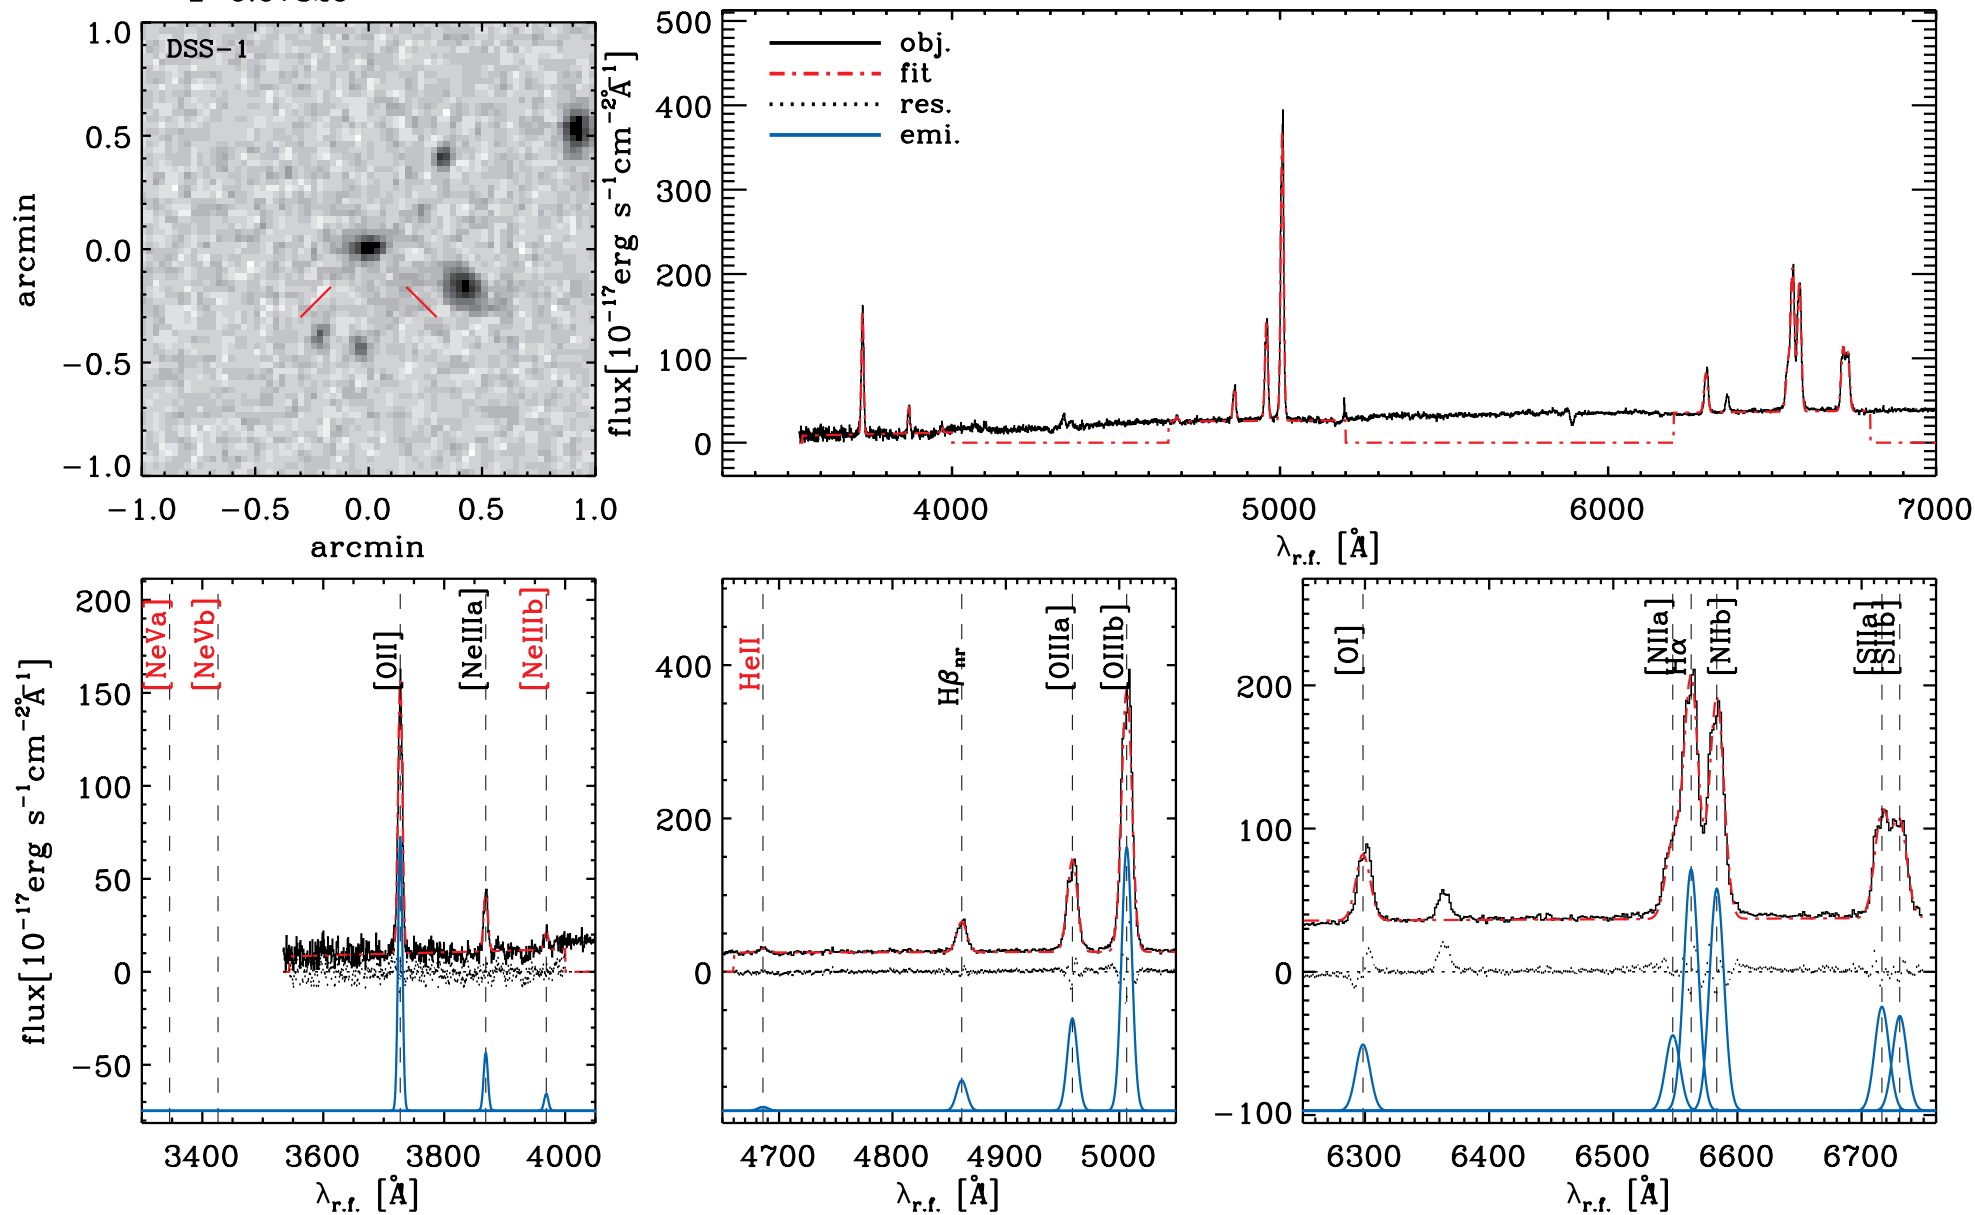 DSS-1
1.0
0.5
0.0
−0.5
−1.0
arcmin
−1.0 −0.5 0.0 0.5 1.0
arcmin
obj.
fit
res.
emi.
500
400
300
200
100
0
flux[10⁻¹⁷erg s⁻¹cm⁻²Å⁻¹]
4000 5000 6000 7000
λr.f. [Å]
[NeVa] [NeVb] [OII] [NeIIIa] [NeIIIb]
200
150
100
50
0
−50
flux[10⁻¹⁷erg s⁻¹cm⁻²Å⁻¹]
3400 3600 3800 4000
λr.f. [Å]
HeII Hβnr [OIIIa] [OIIIb]
400
200
0
4700 4800 4900 5000
λr.f. [Å]
[OI] [NIIa] Hα [NIIb] [SIIa] [SIIb]
200
100
0
−100
6300 6400 6500 6600 6700
λr.f. [Å]